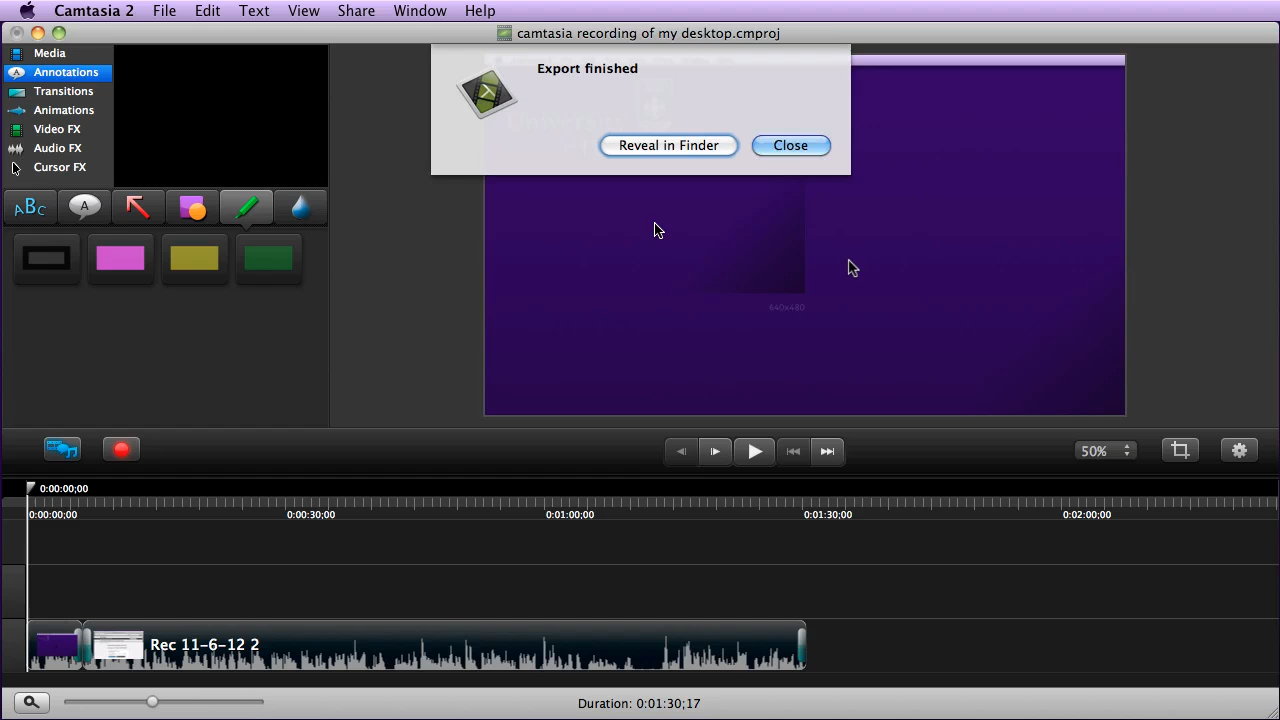 Camtasia 2 File Edit Text View Share Window Help
camtasia recording of my desktop.cmproj
Media
Annotations
Transitions
Animations
Video FX
Audio FX
Cursor FX
Export finished
Reveal in Finder Close
ABC A
640x480
50%
0:00:00;00
0:00:00;00 0:00:30;00 0:01:00;00 0:01:30;00 0:02:00;00
Rec 11-6-12 2
Duration: 0:01:30;17